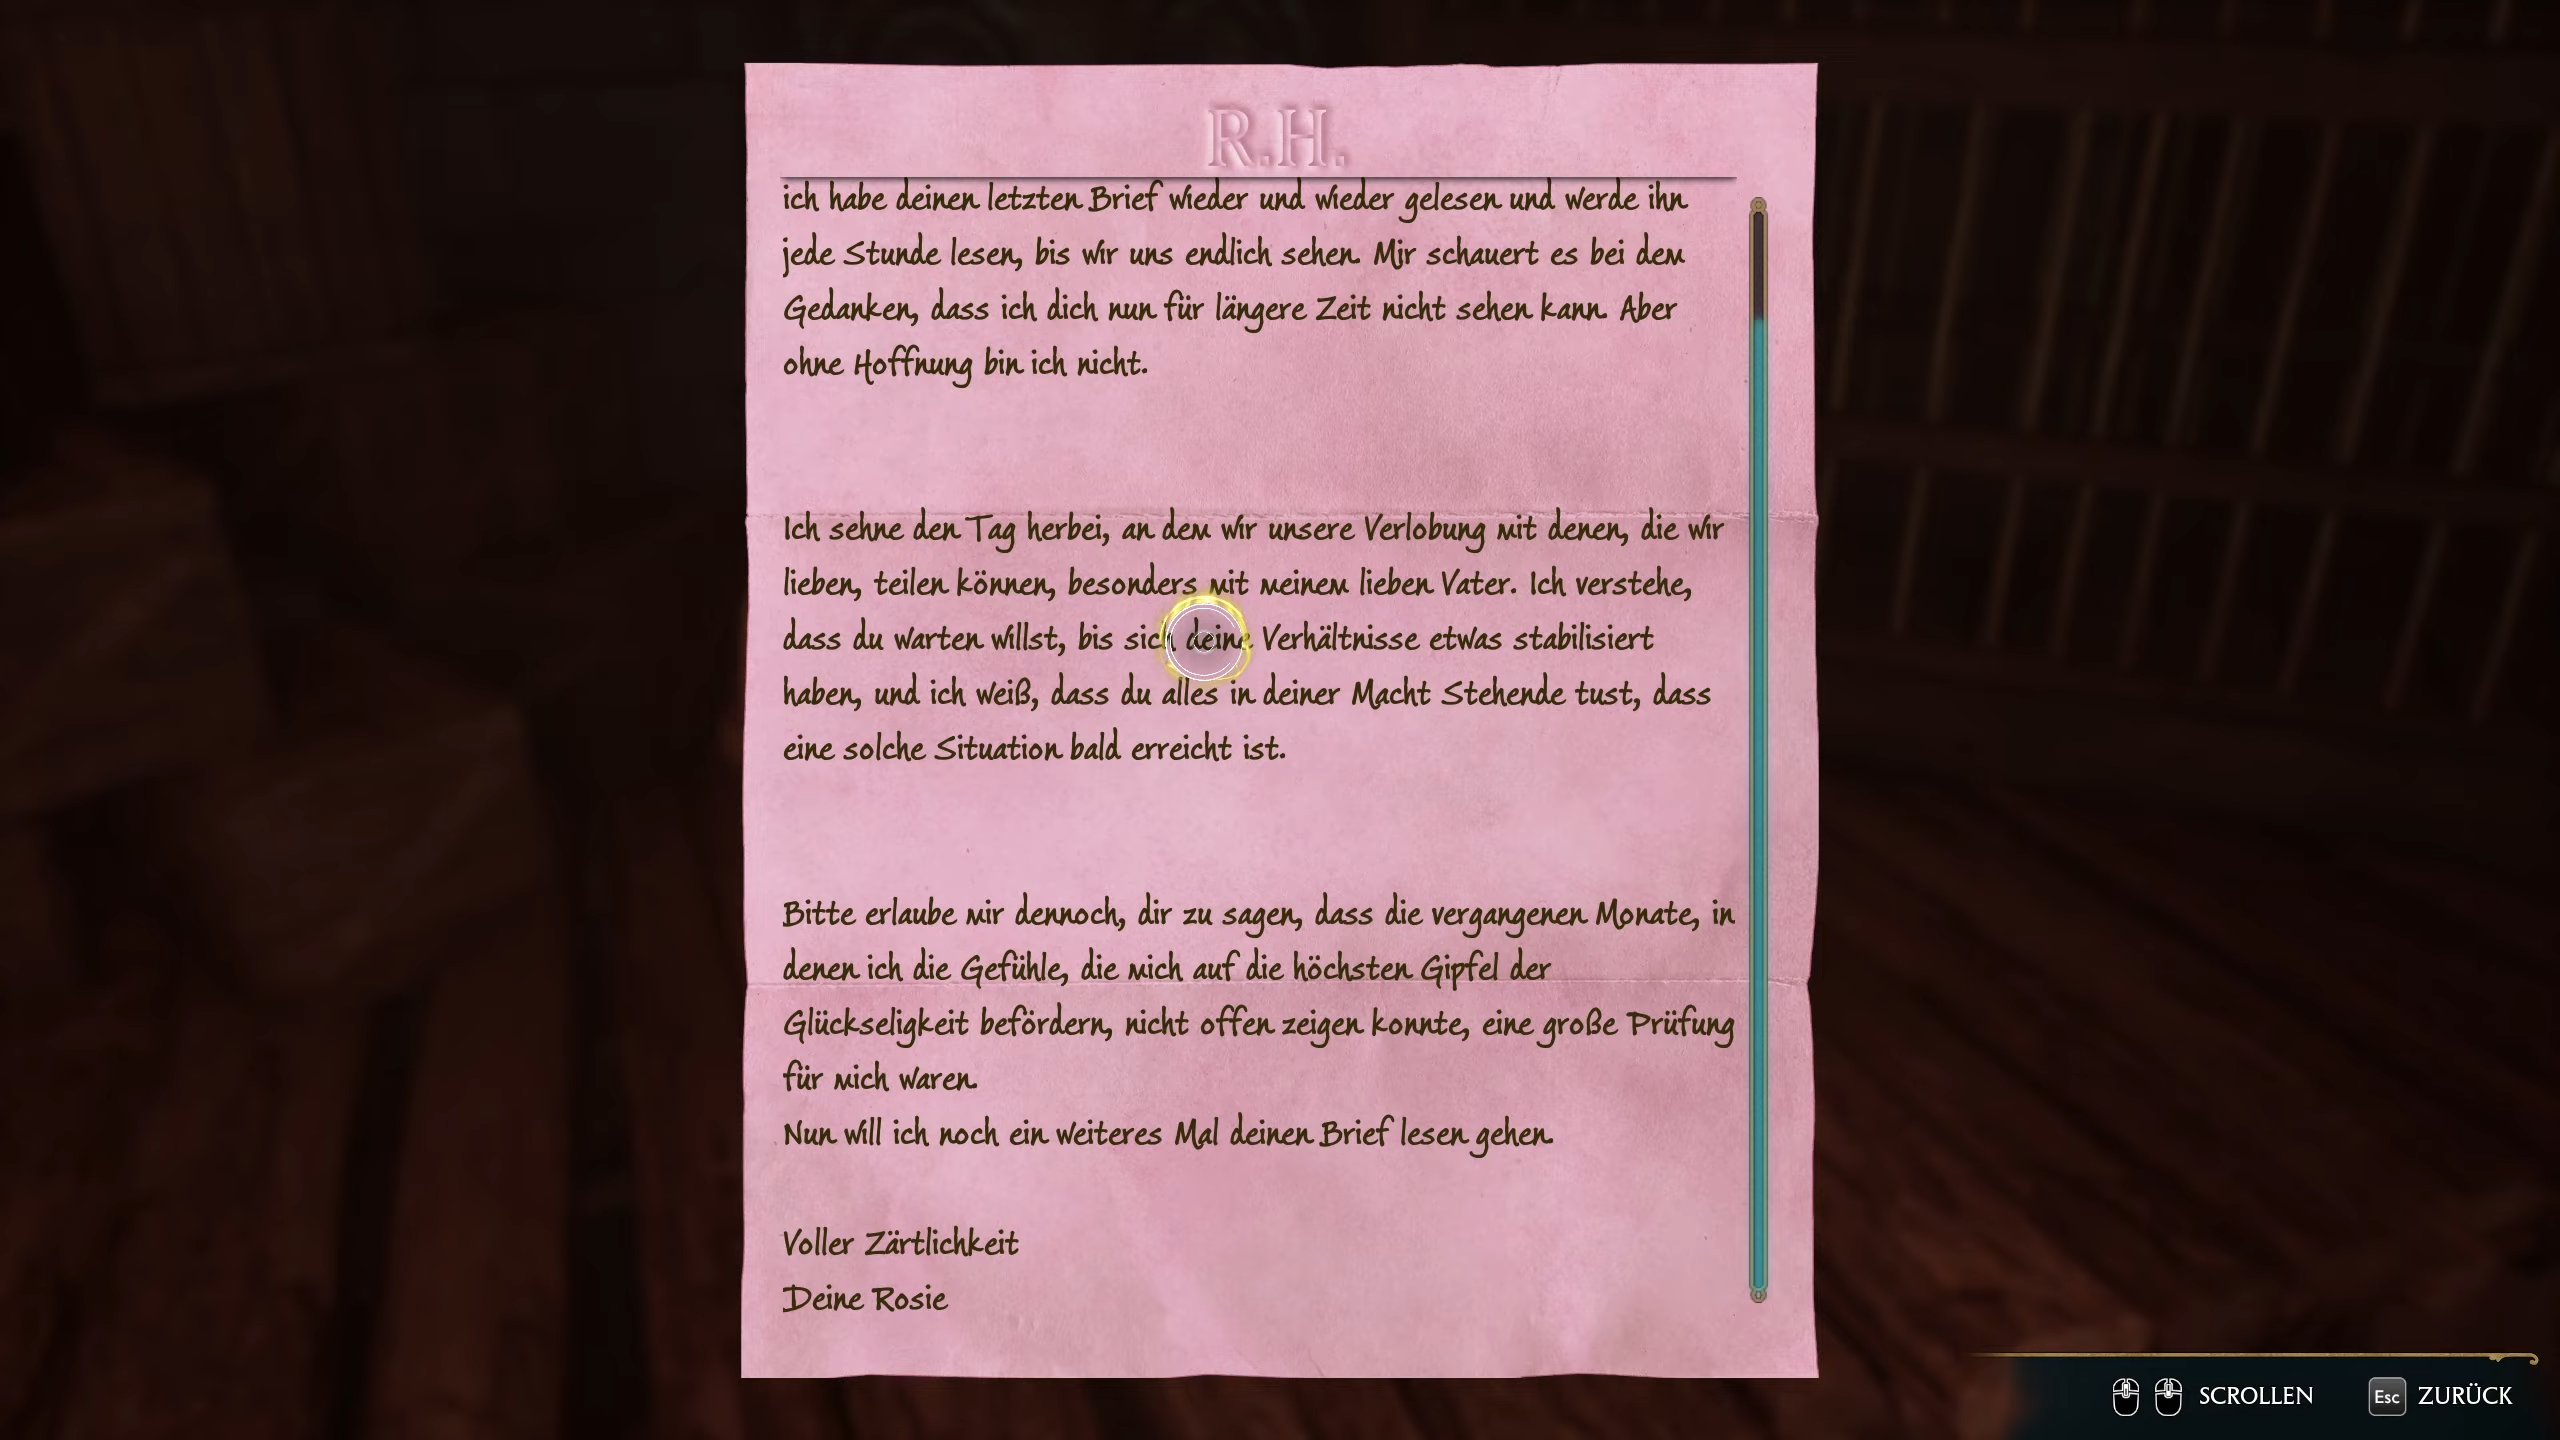 R.H.
ich habe deinen letzten Brief wieder und wieder gelesen und werde ihn
jede Stunde lesen, bis wir uns endlich sehen. Mir schauert es bei dem
Gedanken, dass ich dich nun für längere Zeit nicht sehen kann. Aber
ohne Hoffnung bin ich nicht.
Ich sehne den Tag herbei, an dem wir unsere Verlobung mit denen, die wir
lieben, teilen können, besonders mit meinem lieben Vater. Ich verstehe,
dass du warten willst, bis sich deine Verhältnisse etwas stabilisiert
haben, und ich weiß, dass du alles in deiner Macht Stehende tust, dass
eine solche Situation bald erreicht ist.
Bitte erlaube mir dennoch, dir zu sagen, dass die vergangenen Monate, in
denen ich die Gefühle, die mich auf die höchsten Gipfel der
Glückseligkeit befördern, nicht offen zeigen konnte, eine große Prüfung
für mich waren.
Nun will ich noch ein weiteres Mal deinen Brief lesen gehen.
Voller Zärtlichkeit
Deine Rosie
SCROLLEN
Esc ZURÜCK